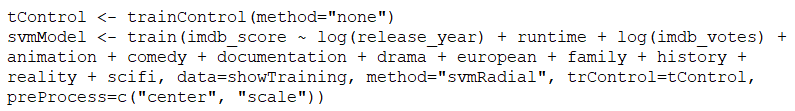 tControl <- trainControl(method="none")
svmModel <- train(imdb_score ~ log(release_year) + runtime + log(imdb_votes) +
animation + comedy + documentation + drama + european + family + history +
reality + scifi, data=showTraining, method="svmRadial", trControl=tControl,
preProcess=c("center", "scale"))